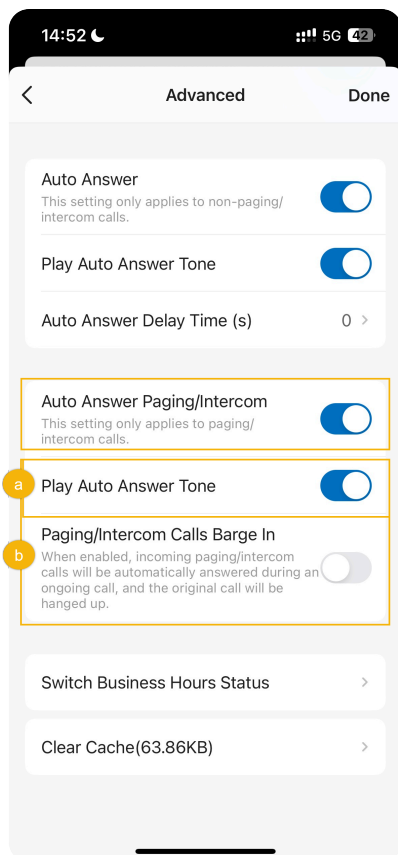 14:52 5G 42
Advanced Done
Auto Answer
This setting only applies to non-paging/
intercom calls.
Play Auto Answer Tone
Auto Answer Delay Time (s) 0
Auto Answer Paging/Intercom
This setting only applies to paging/
intercom calls.
a Play Auto Answer Tone
b Paging/Intercom Calls Barge In
When enabled, incoming paging/intercom
calls will be automatically answered during an
ongoing call, and the original call will be
hanged up.
Switch Business Hours Status
Clear Cache(63.86KB)